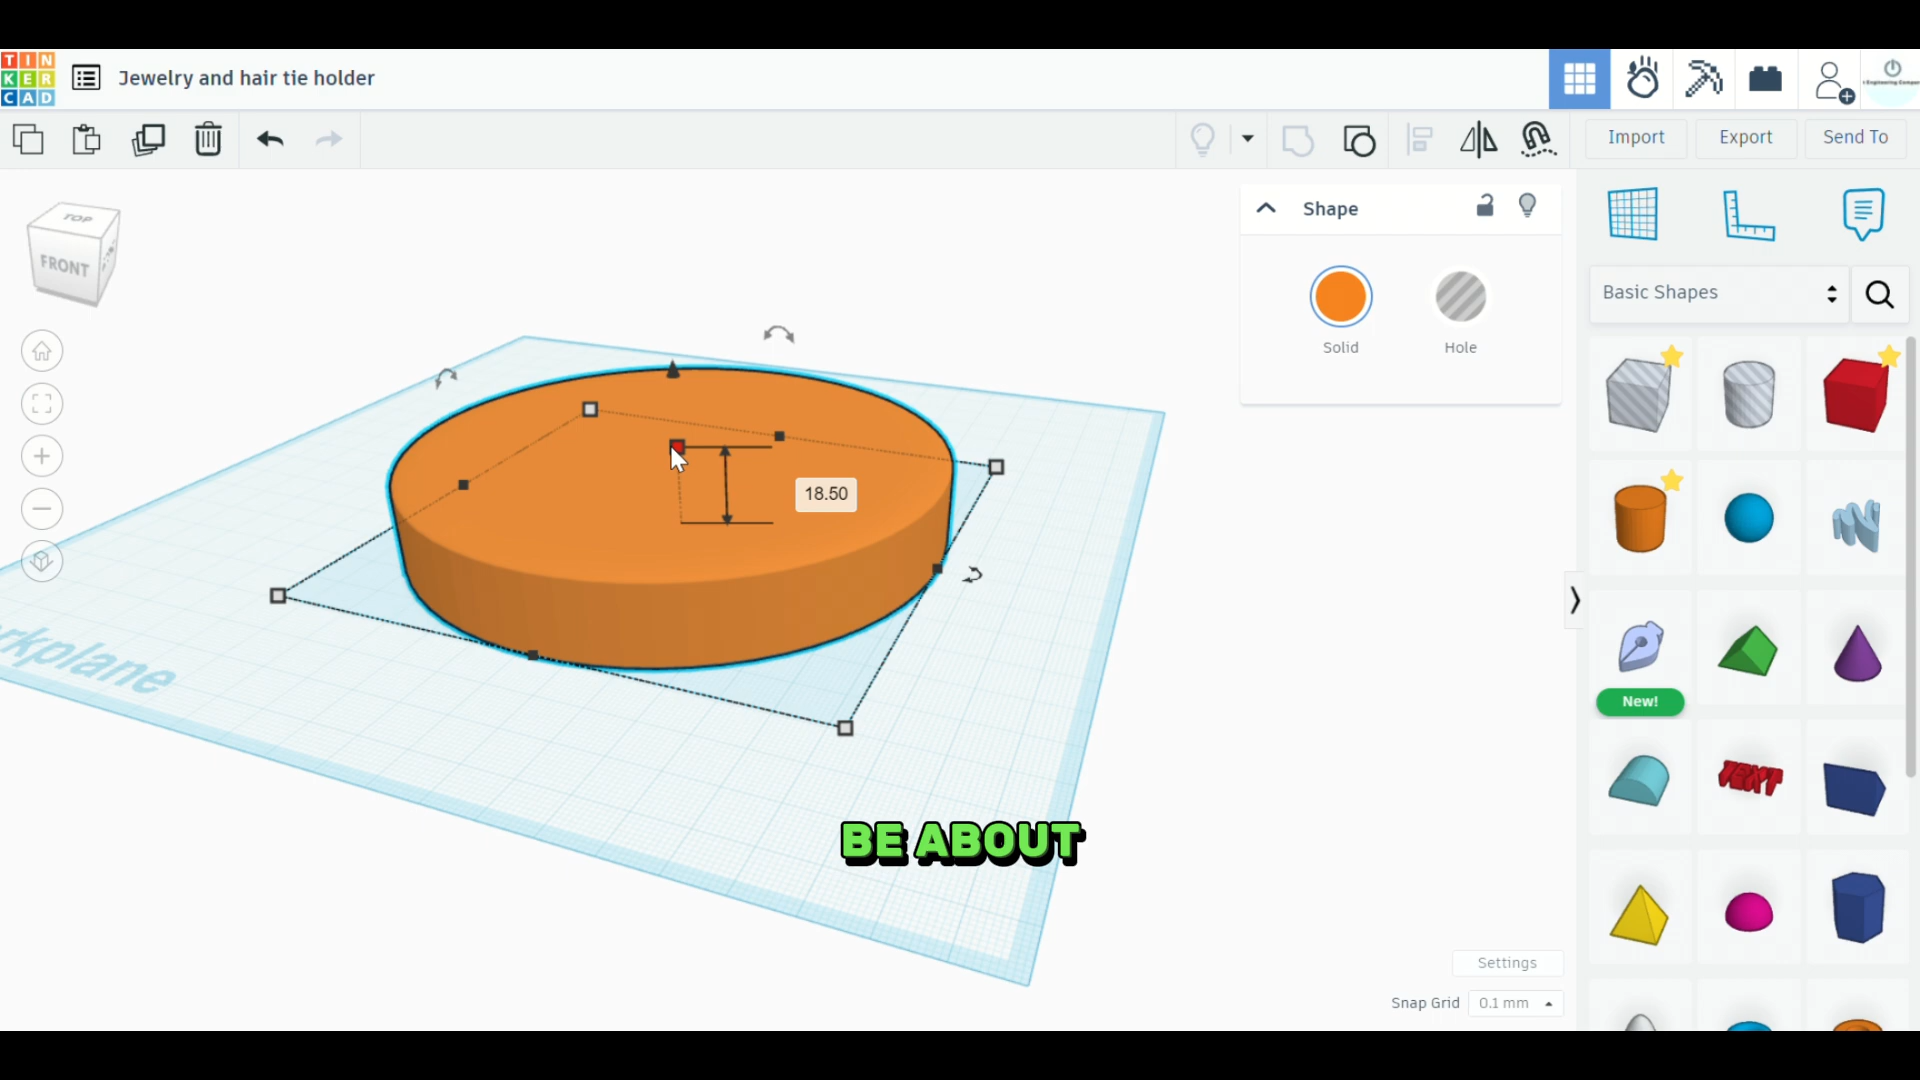 TIN
KER
CAD
Jewelry and hair tie holder
Import
Export
Send To
TOP
FRONT
Shape
Solid
Hole
Basic Shapes
18.50
New!
TEXT
rkplane
BE ABOUT
Settings
Snap Grid
0.1 mm